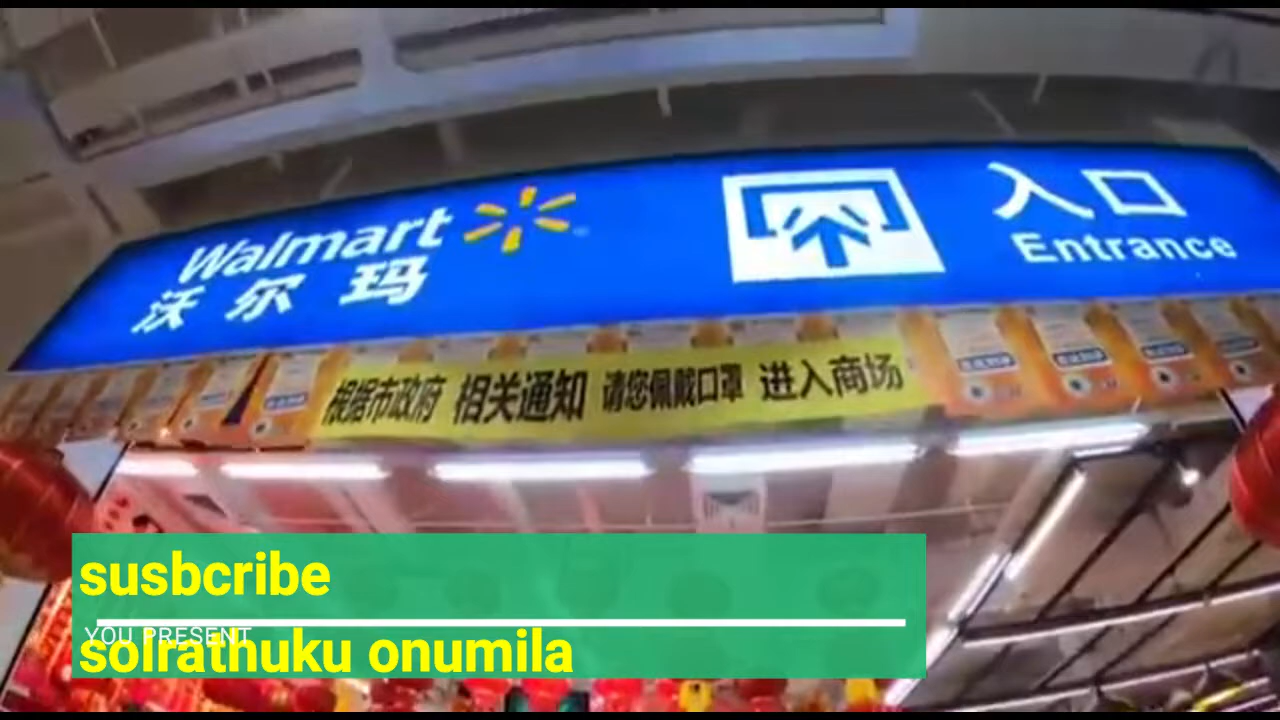 Walmart
沃尔玛
入口
Entrance
根据市政府 相关通知 请您佩戴口罩 进入商场
susbcribe
YOU PRESENT
solrathuku onumila